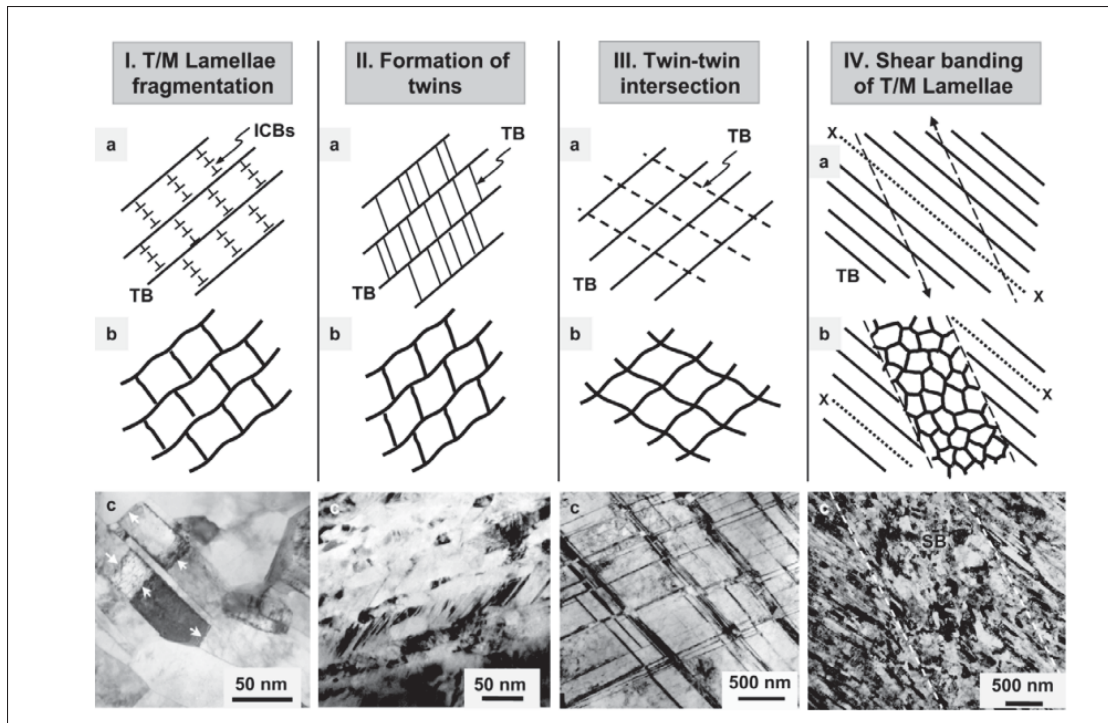 I. T/M Lamellae
fragmentation
II. Formation of
twins
III. Twin-twin
intersection
IV. Shear banding
of T/M Lamellae
a
ICBs
TB
b
c
50 nm
a
TB
TB
b
c
50 nm
a
TB
TB
b
c
500 nm
X
a
TB
X
b
X
X
c
SB
500 nm